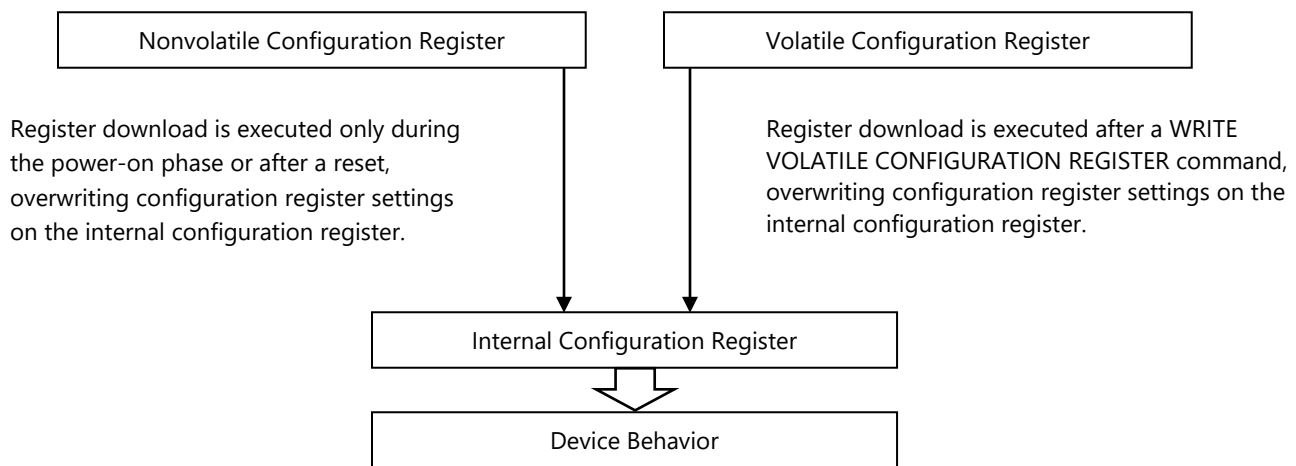 Nonvolatile Configuration Register
Volatile Configuration Register
Register download is executed only during
the power-on phase or after a reset,
overwriting configuration register settings
on the internal configuration register.
Register download is executed after a WRITE
VOLATILE CONFIGURATION REGISTER command,
overwriting configuration register settings on the
internal configuration register.
Internal Configuration Register
Device Behavior